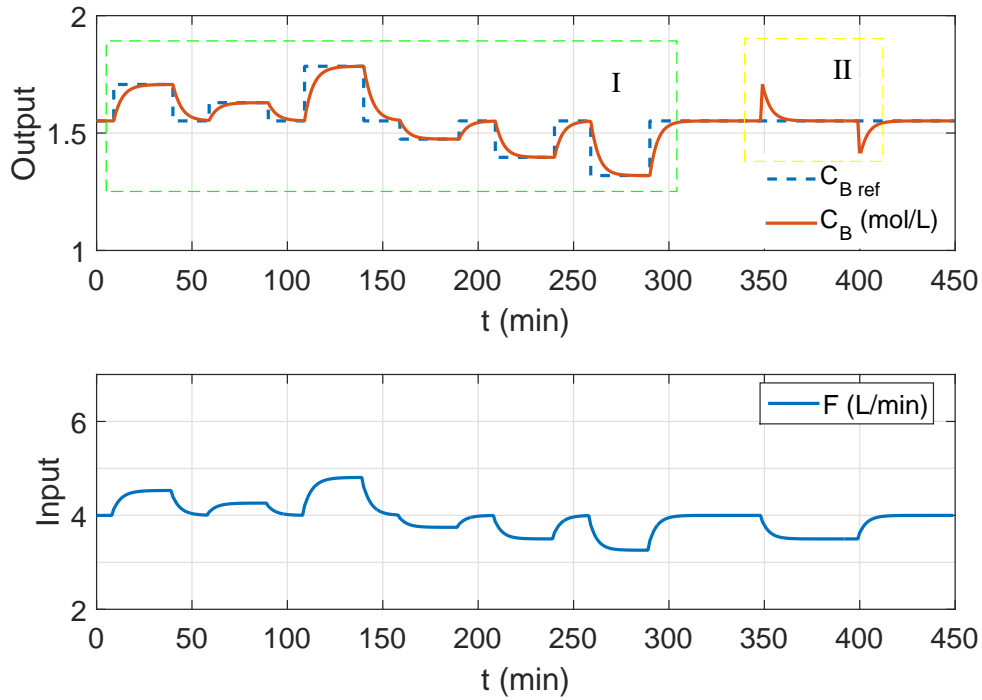 2
1.5
1
Output
I
II
C_B ref
C_B (mol/L)
0 50 100 150 200 250 300 350 400 450
t (min)
6
4
2
Input
F (L/min)
0 50 100 150 200 250 300 350 400 450
t (min)